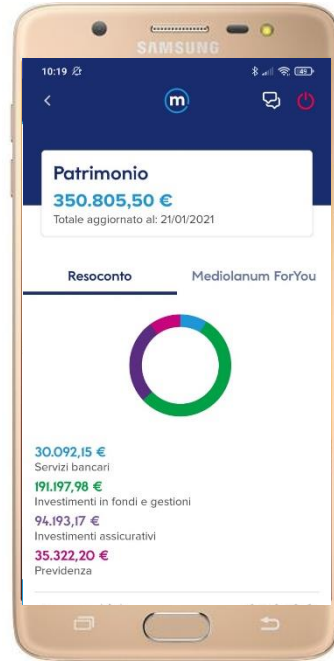 SAMSUNG
10:19
45
m
Patrimonio
350.805,50 €
Totale aggiornato al: 21/01/2021
Resoconto Mediolanum ForYou
30.092,15 €
Servizi bancari
191.197,98 €
Investimenti in fondi e gestioni
94.193,17 €
Investimenti assicurativi
35.322,20 €
Previdenza